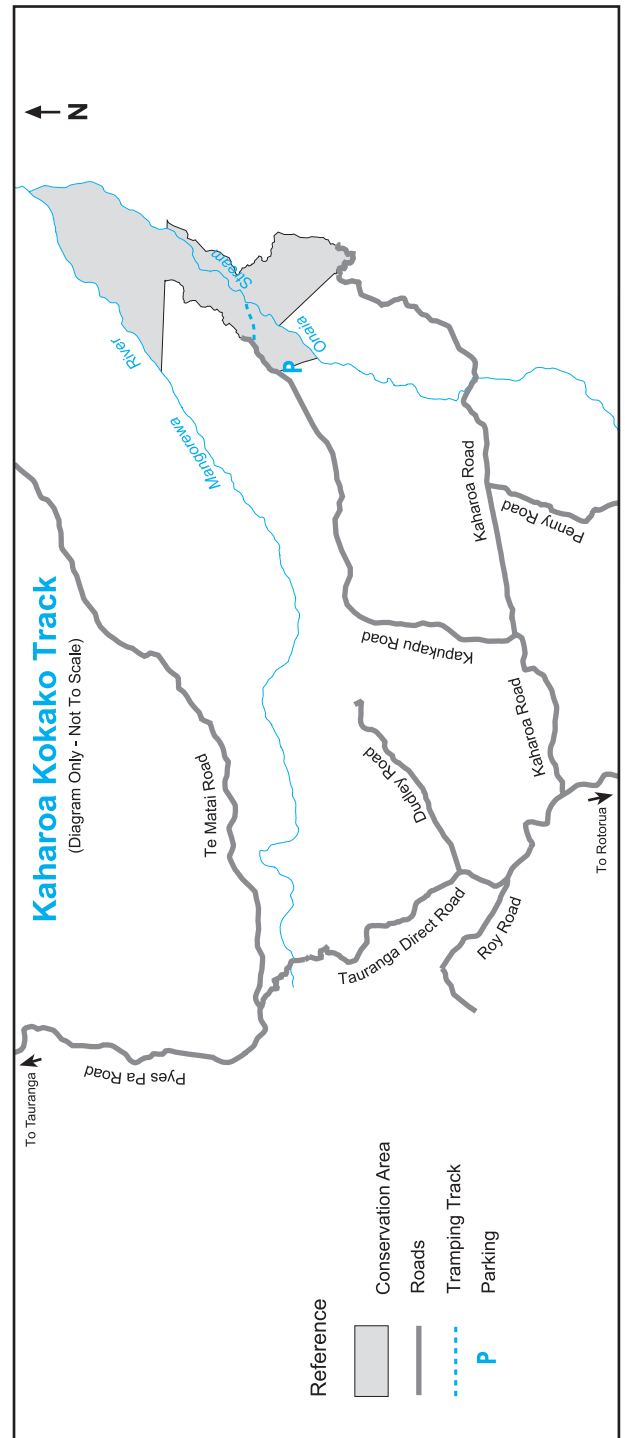 Kaharoa Kokako Track
(Diagram Only - Not To Scale)
N
To Tauranga
Pyes Pa Road
Te Matai Road
Mangorewa
River
Onaia
Stream
P
Tauranga Direct Road
Dudley Road
Roy Road
Kapukapu Road
Kaharoa Road
Kaharoa Road
Penny Road
To Rotorua
Reference
Conservation Area
Roads
Tramping Track
P Parking